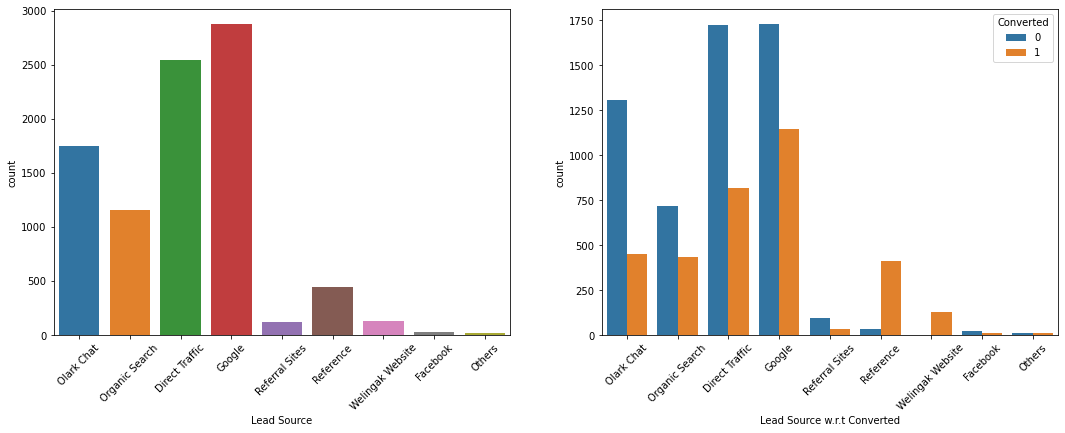 3000
2500
2000
1500
1000
500
0
count
Olark Chat
Organic Search
Direct Traffic
Google
Referral Sites
Reference
Welingak Website
Facebook
Others
Lead Source
1750
1500
1250
1000
750
500
250
0
count
Converted
0
1
Olark Chat
Organic Search
Direct Traffic
Google
Referral Sites
Reference
Welingak Website
Facebook
Others
Lead Source w.r.t Converted